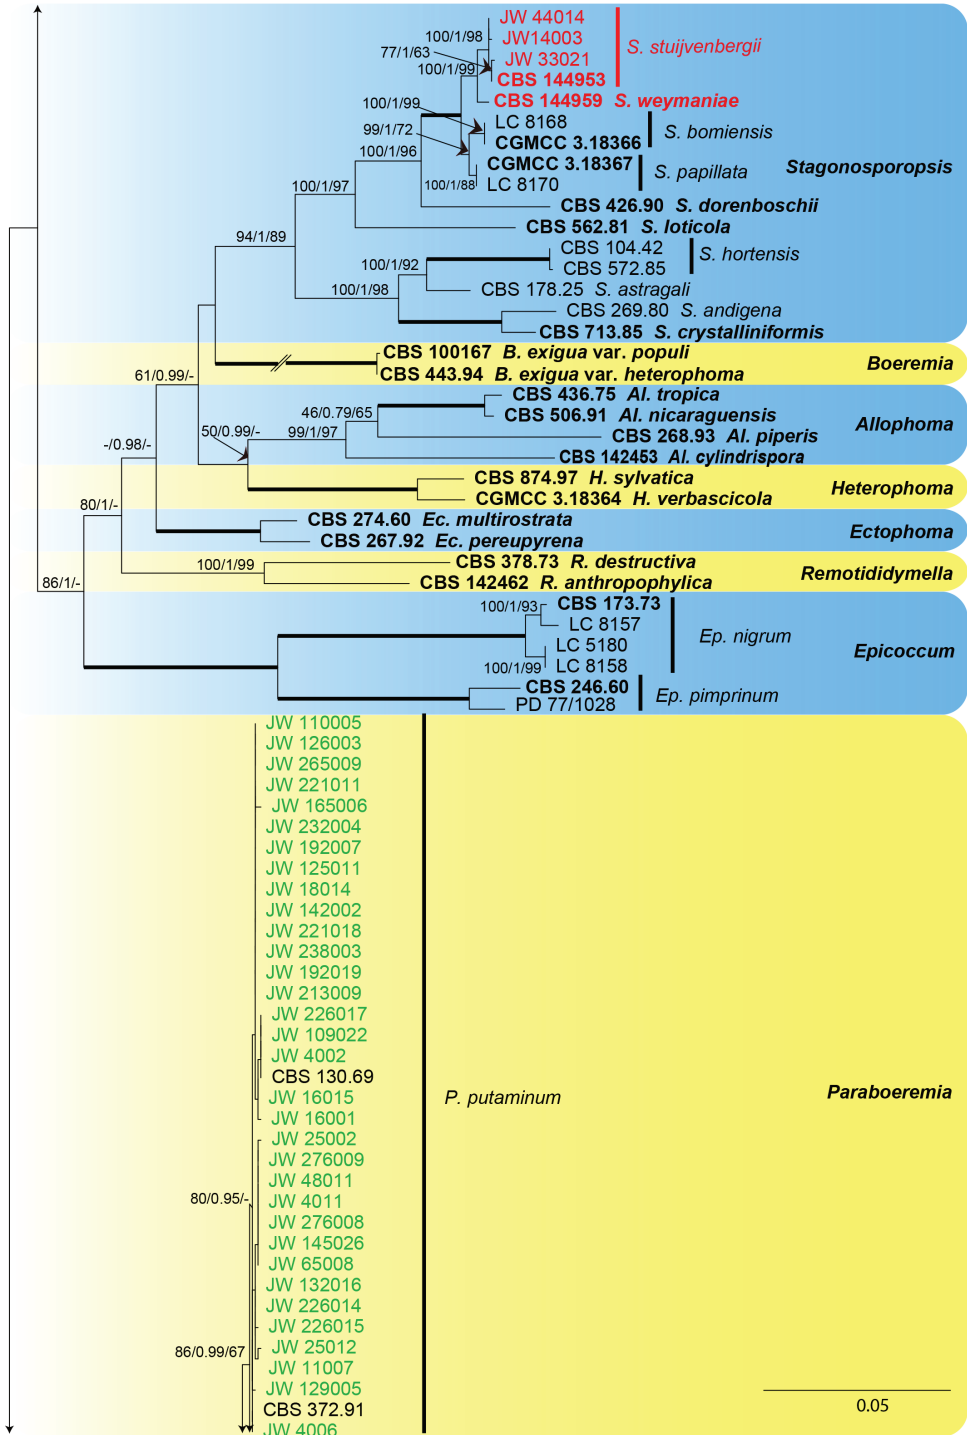 JW 44014
100/1/98
JW14003
S. stuijvenbergii
77/1/63
JW 33021
100/1/99
CBS 144953
CBS 144959 S. weymaniae
100/1/99
LC 8168
S. bomiensis
99/1/72
CGMCC 3.18366
100/1/96
CGMCC 3.18367
S. papillata
Stagonosporopsis
100/1/88
LC 8170
100/1/97
CBS 426.90 S. dorenboschii
CBS 562.81 S. loticola
94/1/89
CBS 104.42
S. hortensis
100/1/92
CBS 572.85
100/1/98
CBS 178.25 S. astragali
CBS 269.80 S. andigena
CBS 713.85 S. crystalliniformis
CBS 100167 B. exigua var. populi
Boeremia
61/0.99/-
CBS 443.94 B. exigua var. heterophoma
CBS 436.75 Al. tropica
46/0.79/65
CBS 506.91 Al. nicaraguensis
Allophoma
50/0.99/-
99/1/97
CBS 268.93 Al. piperis
-/0.98/-
CBS 142453 Al. cylindrispora
CBS 874.97 H. sylvatica
Heterophoma
CGMCC 3.18364 H. verbascicola
80/1/-
CBS 274.60 Ec. multirostrata
Ectophoma
CBS 267.92 Ec. pereupyrena
100/1/99
CBS 378.73 R. destructiva
Remotididymella
86/1/-
CBS 142462 R. anthropophylica
100/1/93
CBS 173.73
LC 8157
Ep. nigrum
LC 5180
Epicoccum
100/1/99
LC 8158
CBS 246.60
Ep. pimprinum
PD 77/1028
JW 110005
JW 126003
JW 265009
JW 221011
JW 165006
JW 232004
JW 192007
JW 125011
JW 18014
JW 142002
JW 221018
JW 238003
JW 192019
JW 213009
JW 226017
JW 109022
JW 4002
CBS 130.69
Paraboeremia
P. putaminum
JW 16015
JW 16001
JW 25002
JW 276009
JW 48011
80/0.95/-
JW 4011
JW 276008
JW 145026
JW 65008
JW 132016
JW 226014
JW 226015
86/0.99/67
JW 25012
JW 11007
JW 129005
0.05
CBS 372.91
JW 4006